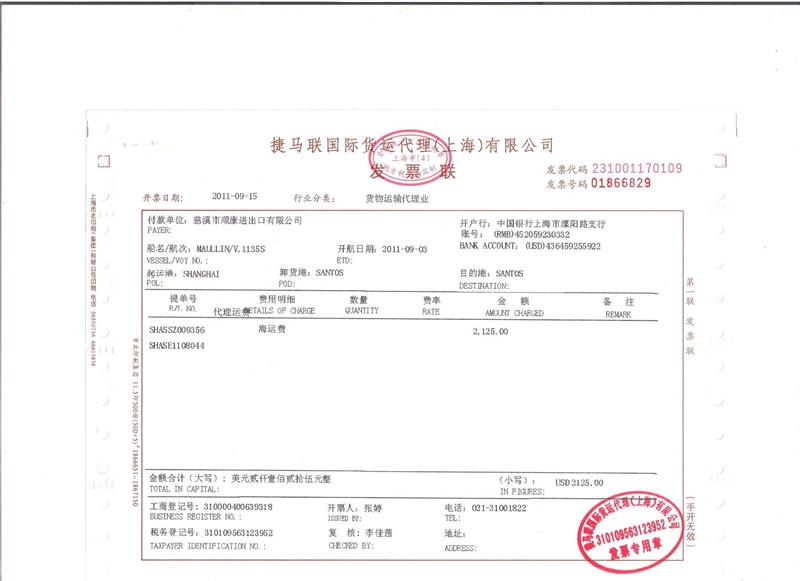 捷马联国际货运代理(上海)有限公司
上海市(4)
发票联
发票代码 231001170109
发票号码 01866829
开票日期: 2011-09-15 行业分类: 货物运输代理业
付款单位: 慈溪市顺康进出口有限公司 开户行: 中国银行上海市溧阳路支行
PAYER: 账号: (RMB)452059230332
船名/航次: MAULLIN/V.1135S 开航日期: 2011-09-03 BANK ACCOUNT: (USD)436459255922
VESSEL/VOY NO.: ETD:
起运港: SHANGHAI 卸货港: SANTOS 目的港: SANTOS
POL: POD: DESTINATION:
提单号 费用明细 数量 费率 金 额 备 注
B/L NO. 代理运费 DETAILS OF CHARGE QUANTITY RATE AMOUNT CHARGED REMARK
SHASSZ009356 海运费 2,125.00
SHASE1108044
金额合计(大写): 美元贰仟壹佰贰拾伍元整 (小写): USD2125.00
TOTAL IN CAPITAL: IN FIGURES:
工商登记号: 310000400639318 开票人: 张婷 电话: 021-31001822
BUSINESS REGISTER NO.: ISSUED BY: TEL:
税务登记号: 310109563123952 复 核: 李佳茜 地址:
TAXPAYER IDENTIFICATION NO.: CHECKED BY: ADDRESS:
捷马联国际货运代理(上海)有限公司
310109563123952
发票专用章
第一联 发票联
(手开无效)